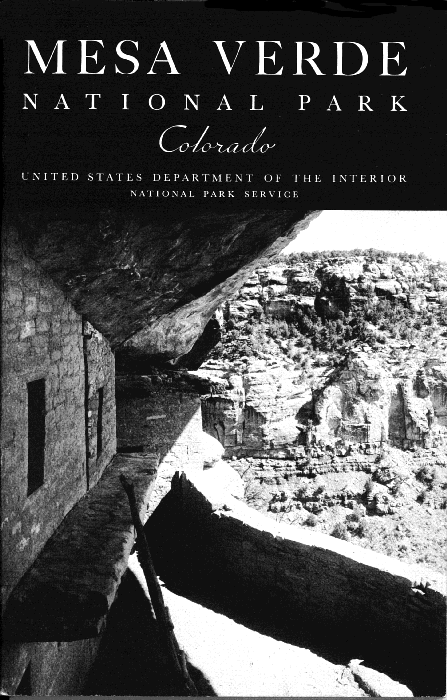 MESA VERDE
NATIONAL PARK
Colorado
UNITED STATES DEPARTMENT OF THE INTERIOR
NATIONAL PARK SERVICE